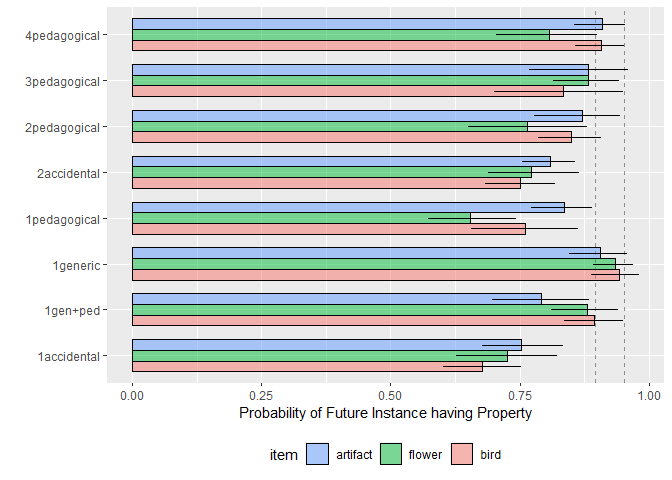 4pedagogical
3pedagogical
2pedagogical
2accidental
1pedagogical
1generic
1gen+ped
1accidental
0.00 0.25 0.50 0.75 1.00
Probability of Future Instance having Property
item artifact flower bird